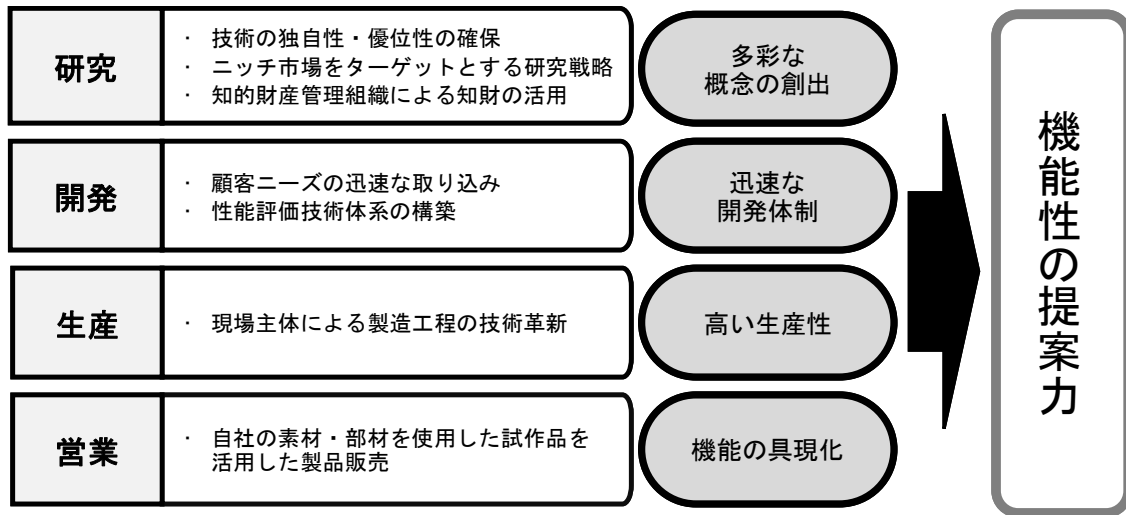 研究
· 技術の独自性・優位性の確保
· ニッチ市場をターゲットとする研究戦略
· 知的財産管理組織による知財の活用
多彩な
概念の創出
開発
· 顧客ニーズの迅速な取り込み
· 性能評価技術体系の構築
迅速な
開発体制
生産
· 現場主体による製造工程の技術革新
高い生産性
営業
· 自社の素材・部材を使用した試作品を
活用した製品販売
機能の具現化
機能性の提案力